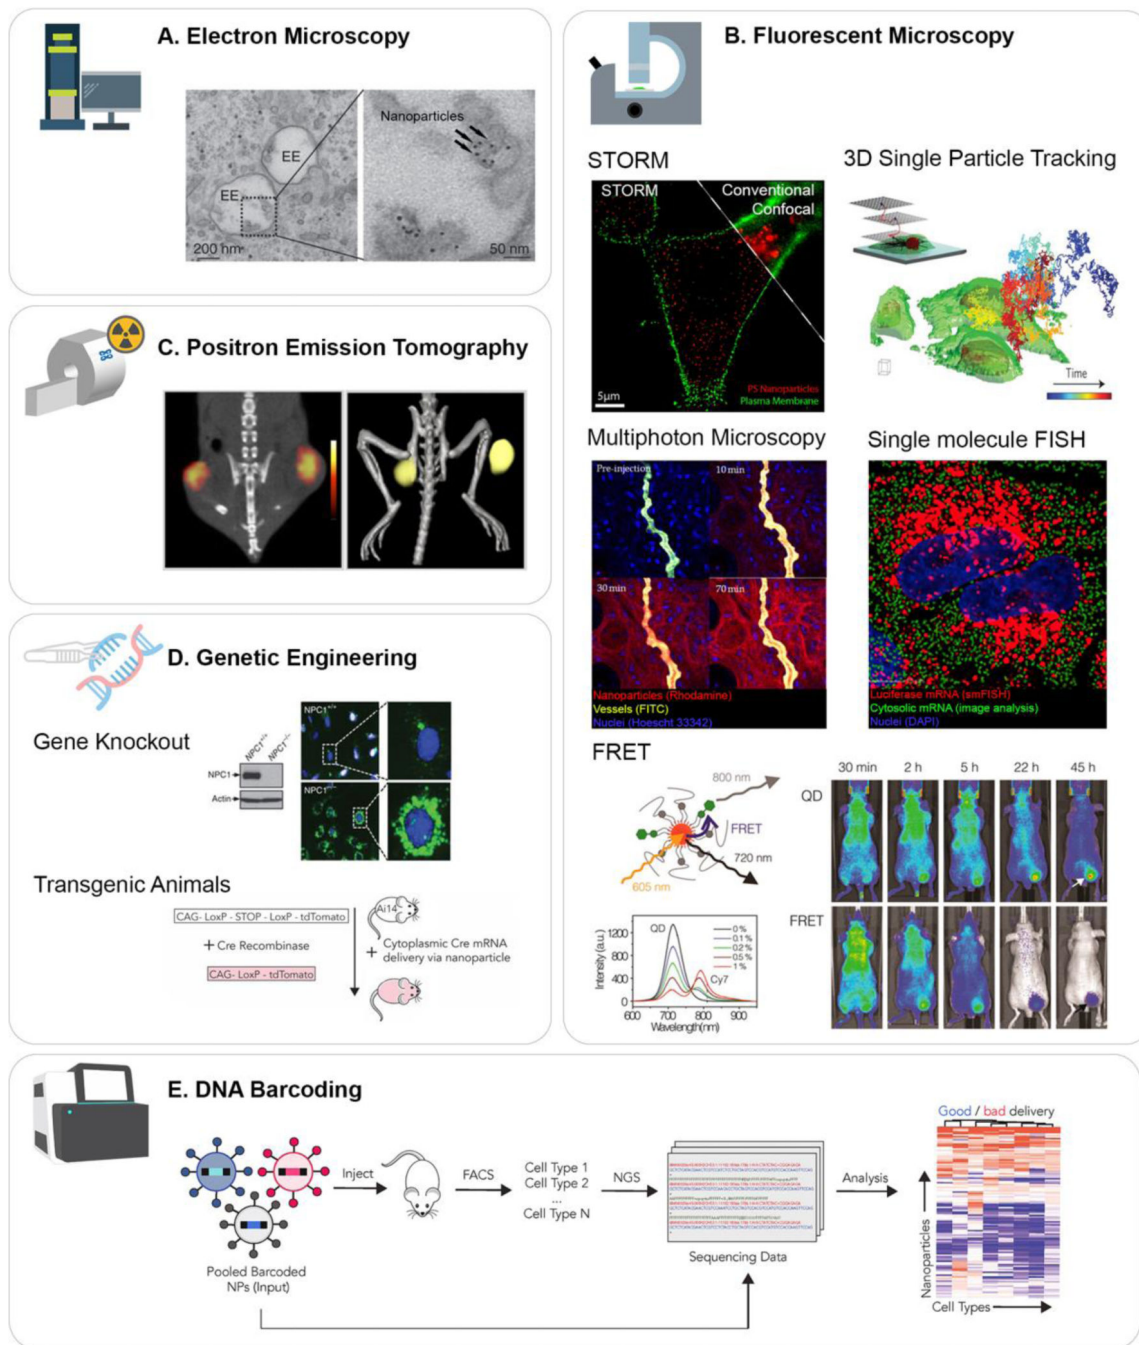 A. Electron Microscopy
Nanoparticles
EE
EE
200 nm
50 nm
B. Fluorescent Microscopy
STORM
STORM
Conventional
Confocal
PS Nanoparticles
Plasma Membrane
5µm
3D Single Particle Tracking
Time
Multiphoton Microscopy
Pre-injection
10 min
30 min
70 min
Nanoparticles (Rhodamine)
Vessels (FITC)
Nuclei (Hoescht 33342)
Single molecule FISH
Luciferase mRNA (smFISH)
Cytosolic mRNA (image analysis)
Nuclei (DAPI)
FRET
800 nm
FRET
720 nm
605 nm
Intensity (a.u.)
1200
800
400
0
QD
Cy7
0 %
0.1 %
0.2 %
0.5 %
1 %
600 700 800 900
Wavelength(nm)
30 min 2 h 5 h 22 h 45 h
QD
FRET
C. Positron Emission Tomography
D. Genetic Engineering
Gene Knockout
NPC1+/+
NPC1-/-
NPC1
Actin
NPC1+/+
NPC1-/-
Transgenic Animals
CAG- LoxP - STOP - LoxP - tdTomato
+ Cre Recombinase
CAG- LoxP - tdTomato
Ai14
+ Cytoplasmic Cre mRNA
delivery via nanoparticle
E. DNA Barcoding
Pooled Barcoded
NPs (Input)
Inject
FACS
Cell Type 1
Cell Type 2
...
Cell Type N
NGS
Sequencing Data
Analysis
Good / bad delivery
Nanoparticles
Cell Types